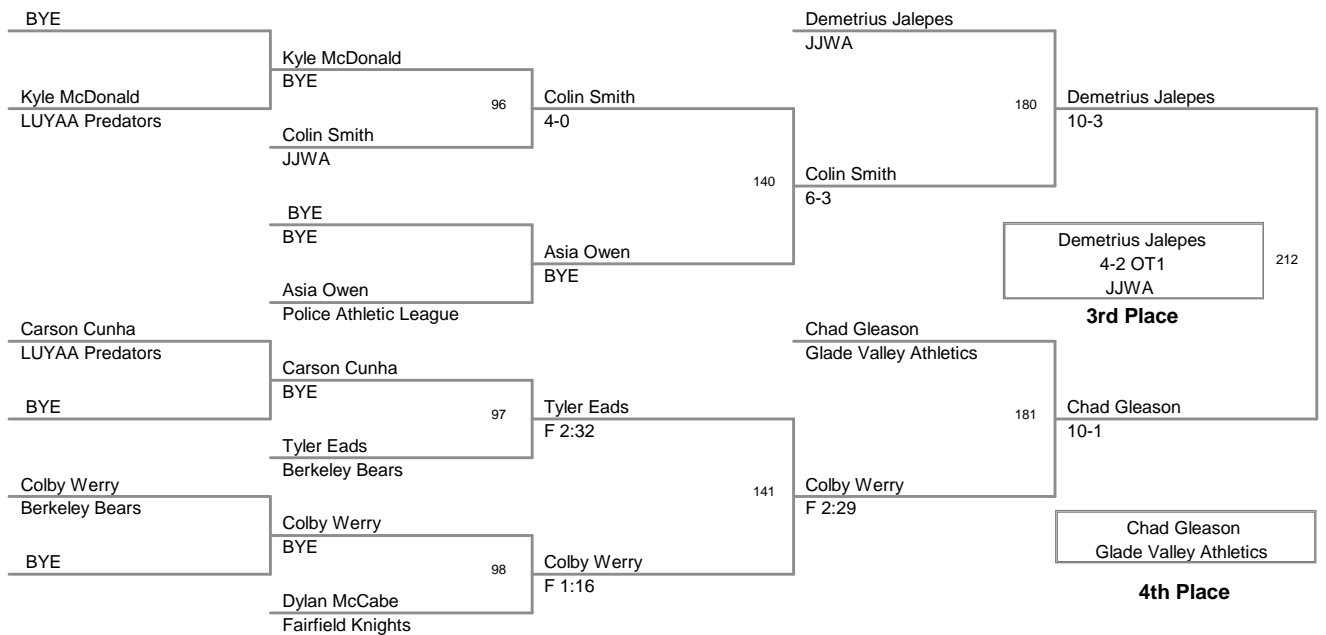 BYE
Demetrius Jalepes
JJWA
Kyle McDonald
BYE
Kyle McDonald
LUYAA Predators
96
Colin Smith
4-0
180
Demetrius Jalepes
10-3
Colin Smith
JJWA
140
Colin Smith
6-3
BYE
BYE
Asia Owen
BYE
Demetrius Jalepes
4-2 OT1
JJWA
212
3rd Place
Asia Owen
Police Athletic League
Carson Cunha
LUYAA Predators
Chad Gleason
Glade Valley Athletics
Carson Cunha
BYE
BYE
97
Tyler Eads
F 2:32
181
Chad Gleason
10-1
Tyler Eads
Berkeley Bears
Colby Werry
Berkeley Bears
141
Colby Werry
F 2:29
Colby Werry
BYE
Chad Gleason
Glade Valley Athletics
BYE
98
Colby Werry
F 1:16
4th Place
Dylan McCabe
Fairfield Knights